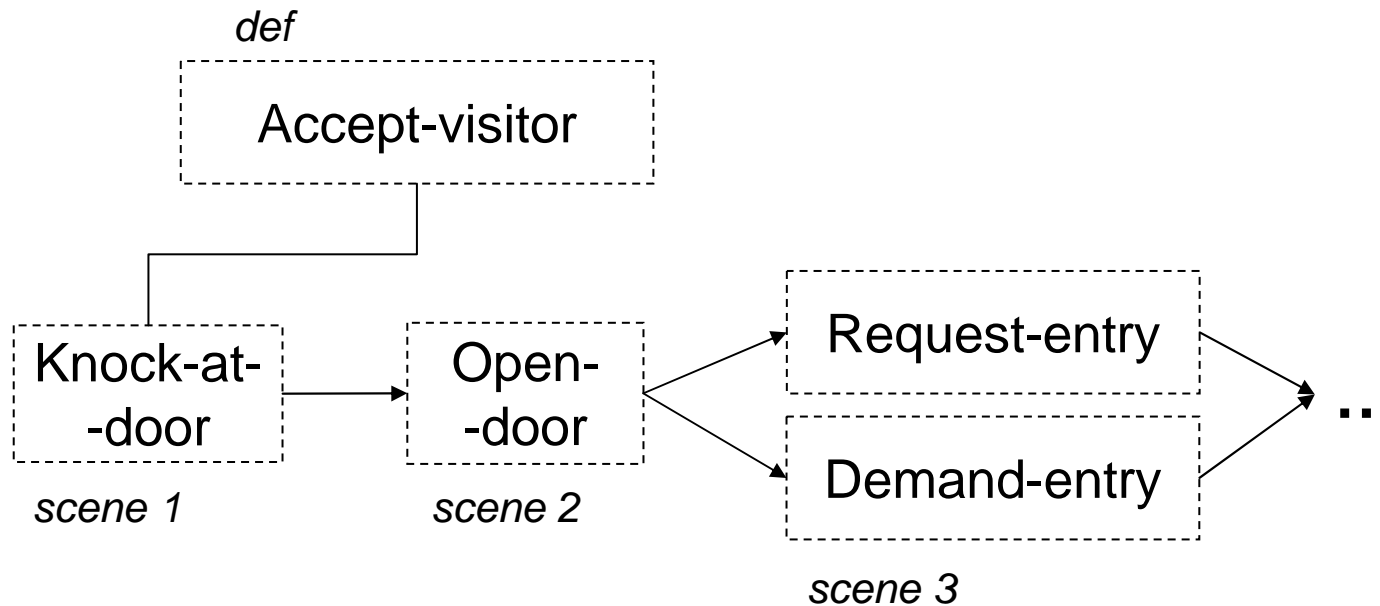 def
Accept-visitor
Knock-at-
-door
scene 1
Open-
-door
scene 2
Request-entry
Demand-entry
scene 3
..